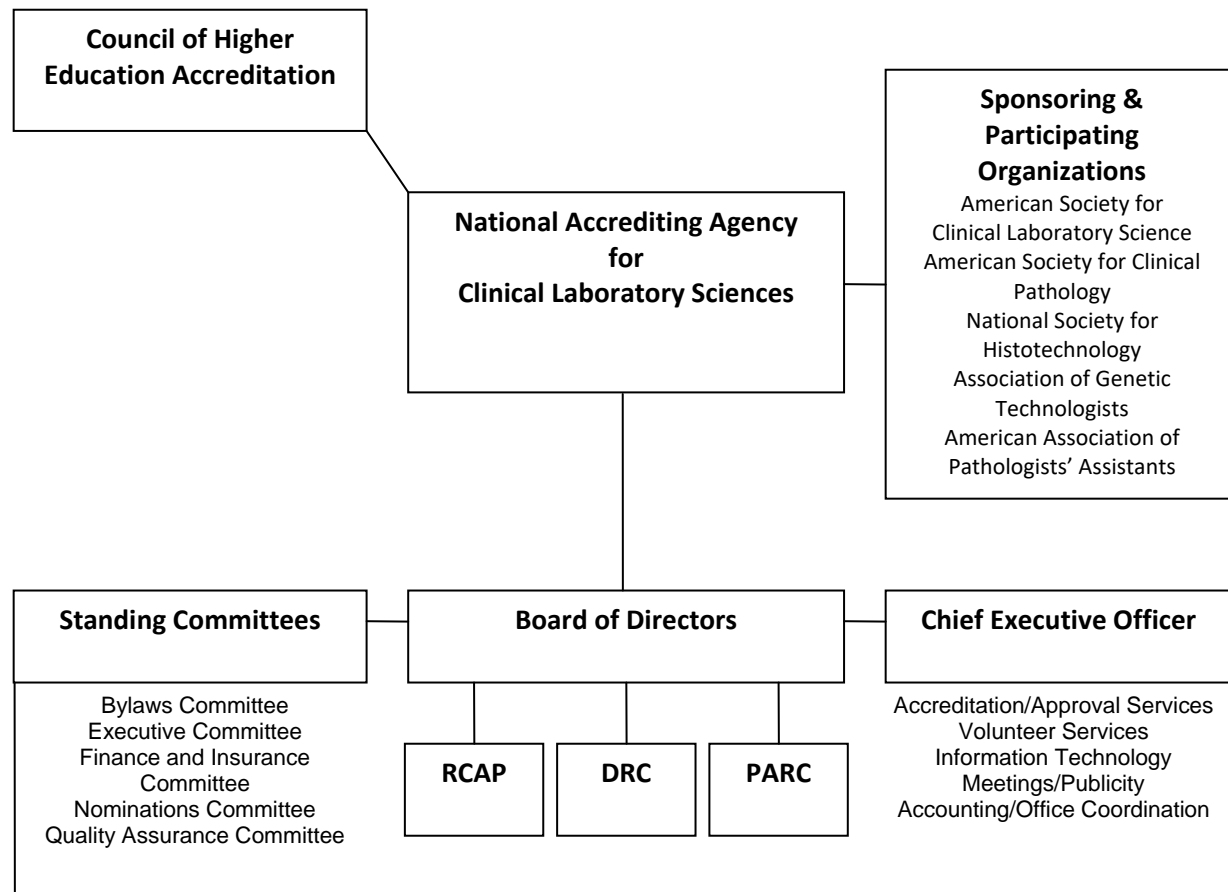 Council of Higher
Education Accreditation
Sponsoring &
Participating
Organizations
American Society for
Clinical Laboratory Science
American Society for Clinical
Pathology
National Society for
Histotechnology
Association of Genetic
Technologists
American Association of
Pathologists’ Assistants
National Accrediting Agency
for
Clinical Laboratory Sciences
Standing Committees
Bylaws Committee
Executive Committee
Finance and Insurance
Committee
Nominations Committee
Quality Assurance Committee
Board of Directors
RCAP
DRC
PARC
Chief Executive Officer
Accreditation/Approval Services
Volunteer Services
Information Technology
Meetings/Publicity
Accounting/Office Coordination